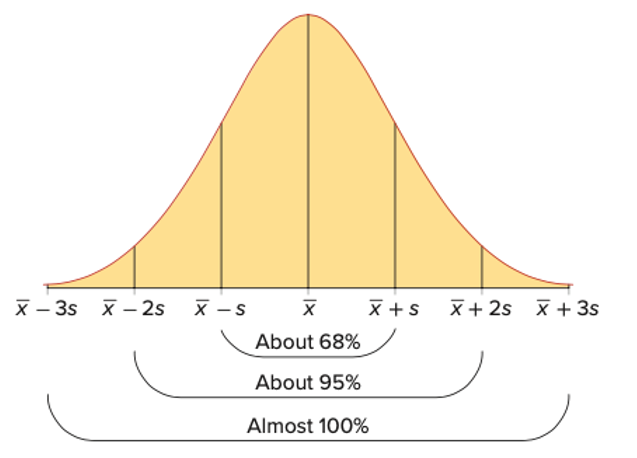 x̅ − 3s x̅ − 2s x̅ − s x̅ x̅ + s x̅ + 2s x̅ + 3s
About 68%
About 95%
Almost 100%